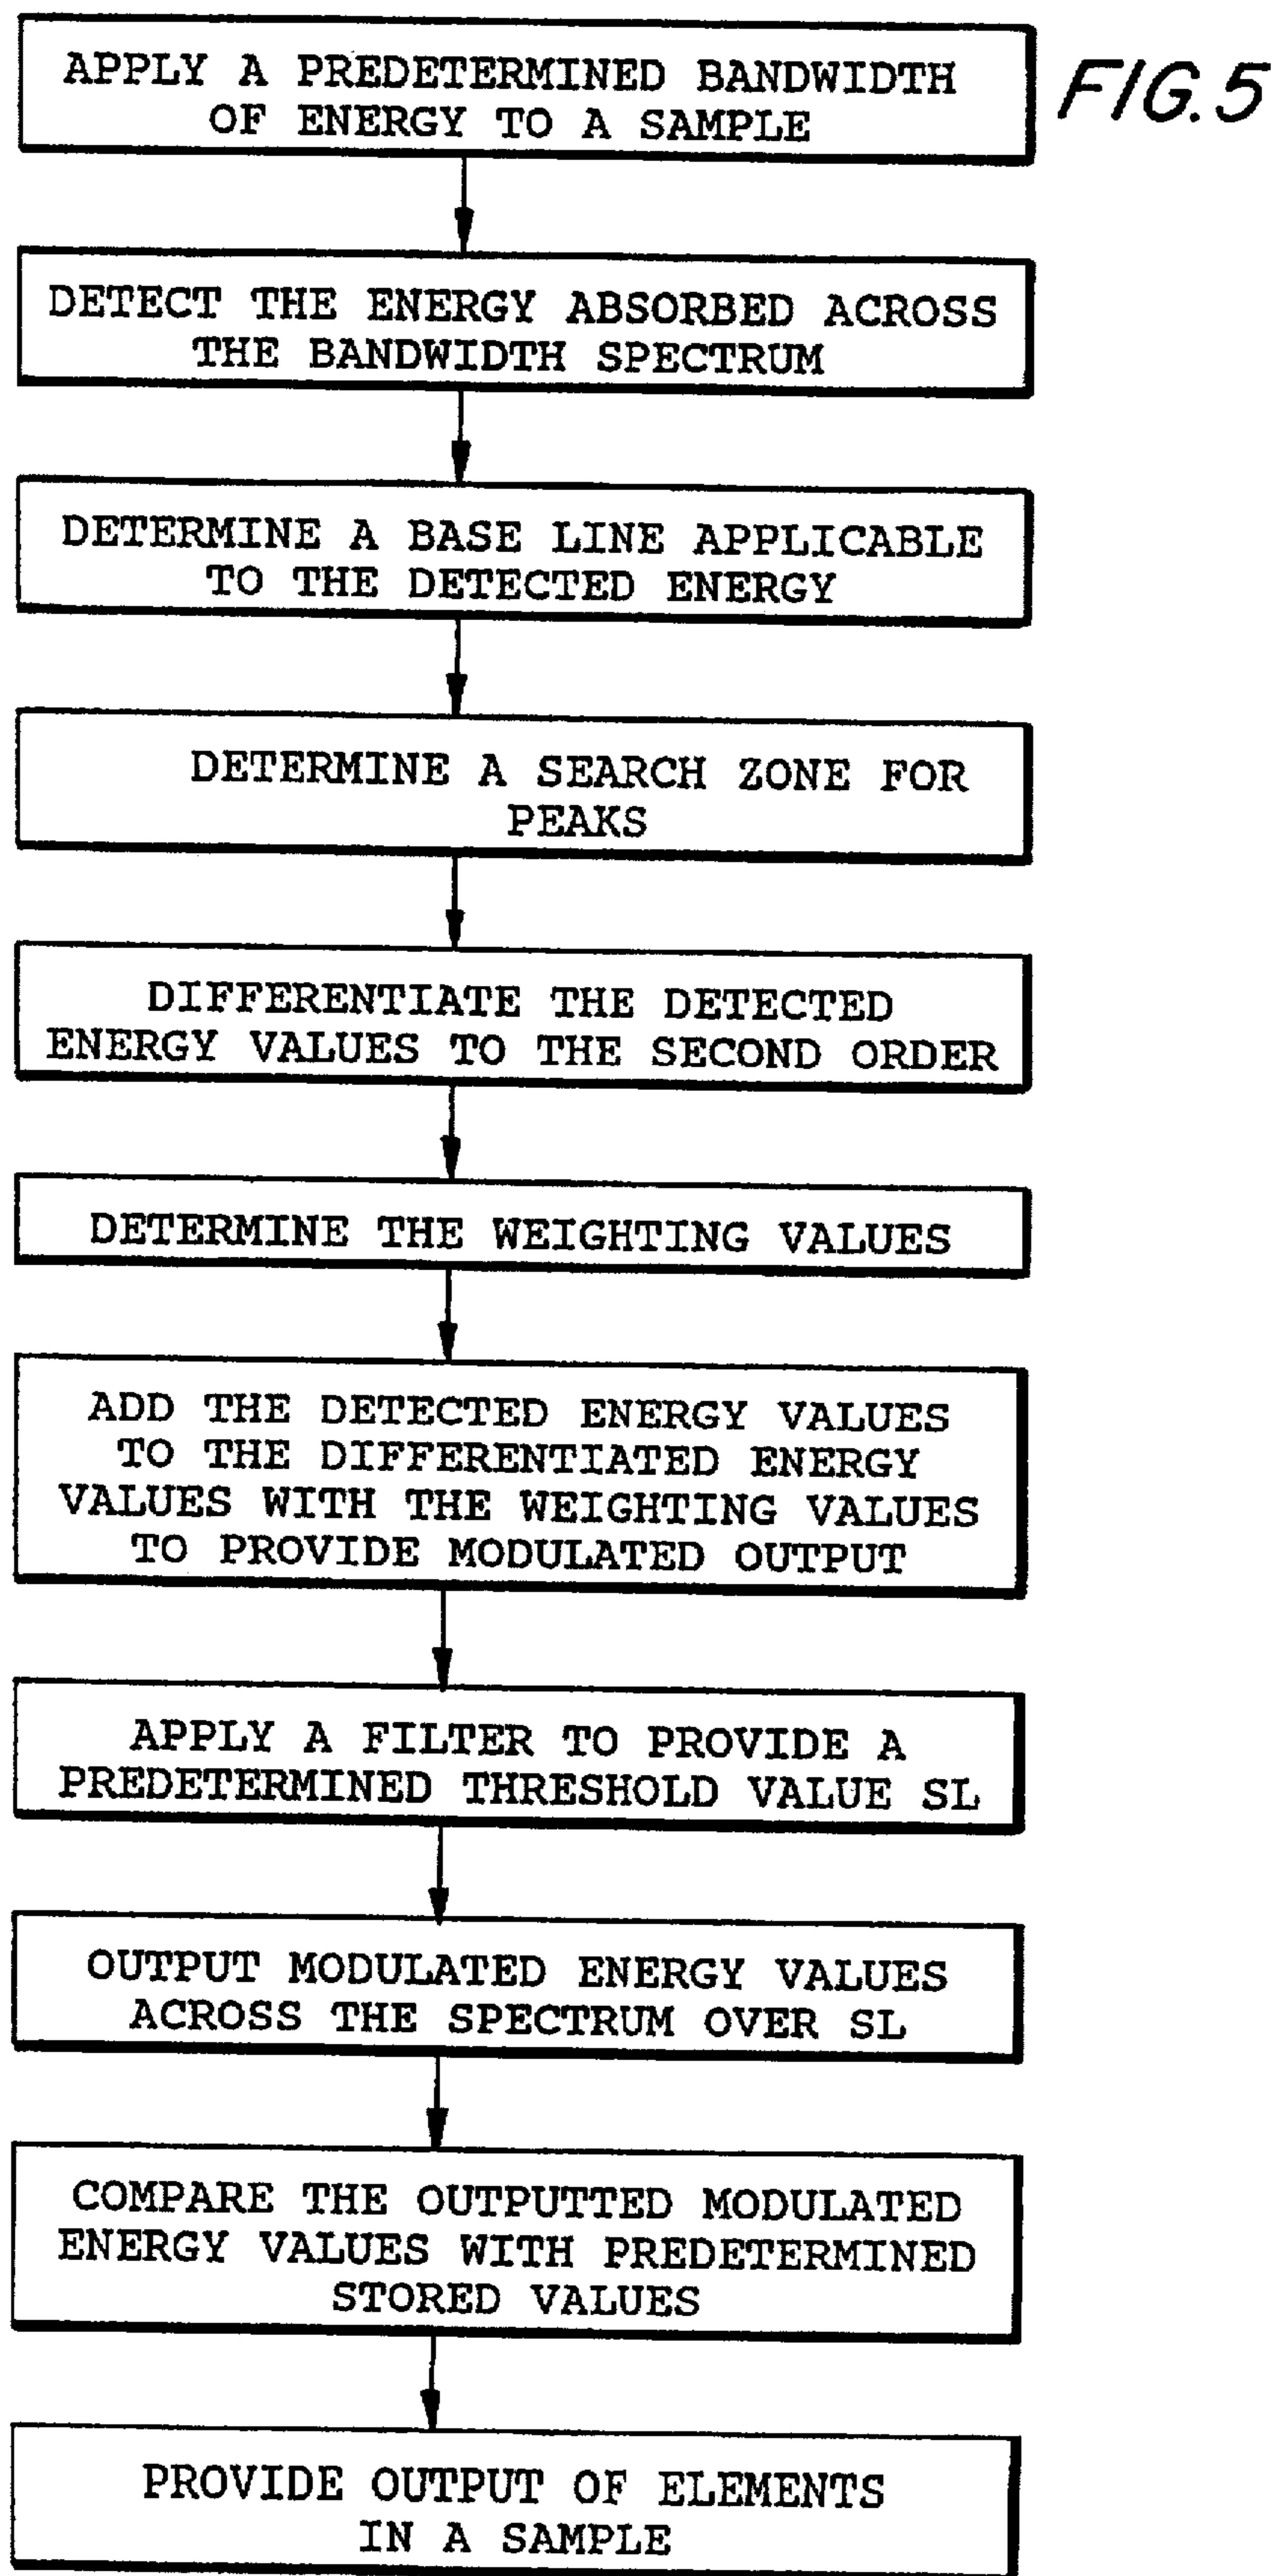 APPLY A PREDETERMINED BANDWIDTH
OF ENERGY TO A SAMPLE
FIG.5
DETECT THE ENERGY ABSORBED ACROSS
THE BANDWIDTH SPECTRUM
DETERMINE A BASE LINE APPLICABLE
TO THE DETECTED ENERGY
DETERMINE A SEARCH ZONE FOR
PEAKS
DIFFERENTIATE THE DETECTED
ENERGY VALUES TO THE SECOND ORDER
DETERMINE THE WEIGHTING VALUES
ADD THE DETECTED ENERGY VALUES
TO THE DIFFERENTIATED ENERGY
VALUES WITH THE WEIGHTING VALUES
TO PROVIDE MODULATED OUTPUT
APPLY A FILTER TO PROVIDE A
PREDETERMINED THRESHOLD VALUE SL
OUTPUT MODULATED ENERGY VALUES
ACROSS THE SPECTRUM OVER SL
COMPARE THE OUTPUTTED MODULATED
ENERGY VALUES WITH PREDETERMINED
STORED VALUES
PROVIDE OUTPUT OF ELEMENTS
IN A SAMPLE